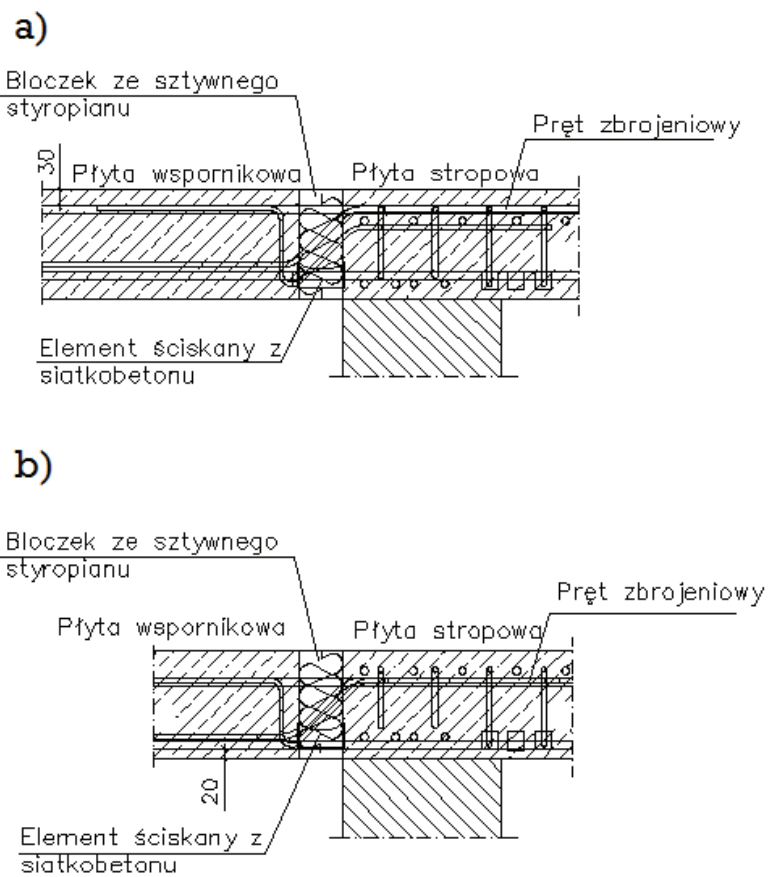 a)
Bloczek ze sztywnego
styropianu
Pręt zbrojeniowy
30
Płyta wspornikowa
Płyta stropowa
Element ściskany z
siatkobetonu
b)
Bloczek ze sztywnego
styropianu
Pręt zbrojeniowy
Płyta wspornikowa
Płyta stropowa
20
Element ściskany z
siatkobetonu